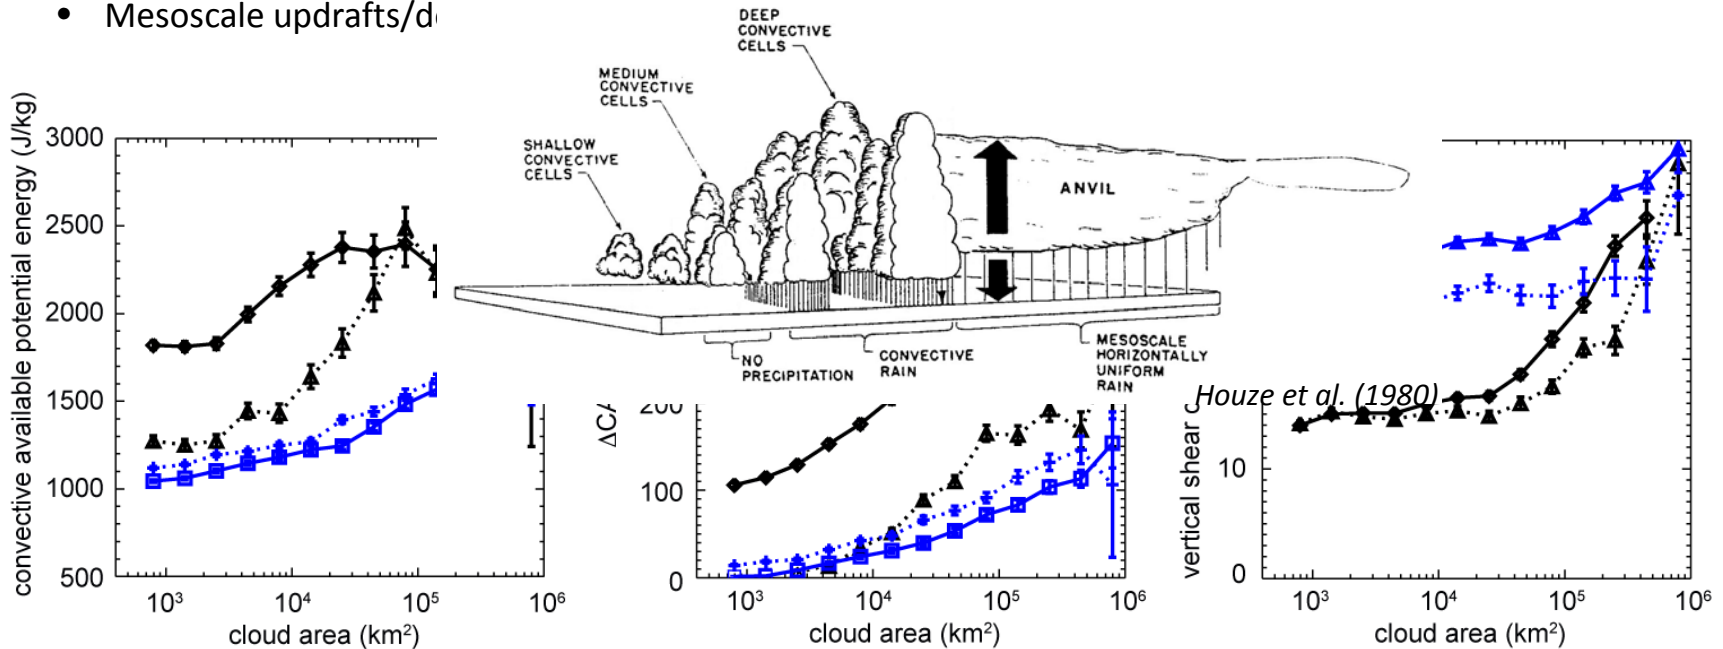 • Mesoscale updrafts/d
DEEP
CONVECTIVE
CELLS
MEDIUM
CONVECTIVE
CELLS
SHALLOW
CONVECTIVE
CELLS
ANVIL
NO
PRECIPITATION
CONVECTIVE
RAIN
MESOSCALE
HORIZONTALLY
UNIFORM
RAIN
Houze et al. (1980)
convective available potential energy (J/kg)
3000
2500
2000
1500
1000
500
10³ 10⁴ 10⁵ 10⁶
cloud area (km²)
ΔCA
200
100
0
10³ 10⁴ 10⁵ 10⁶
cloud area (km²)
vertical shear
10
0
10³ 10⁴ 10⁵ 10⁶
cloud area (km²)